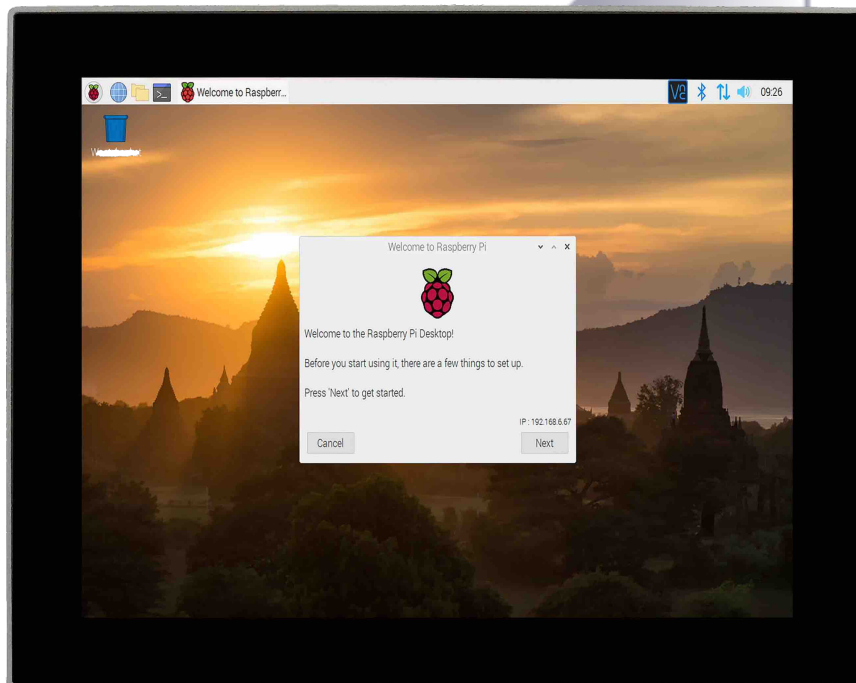 Welcome to Raspberr...
V2
09:26
Welcome to Raspberry Pi
Welcome to the Raspberry Pi Desktop!
Before you start using it, there are a few things to set up.
Press 'Next' to get started.
IP : 192.168.6.67
Cancel
Next